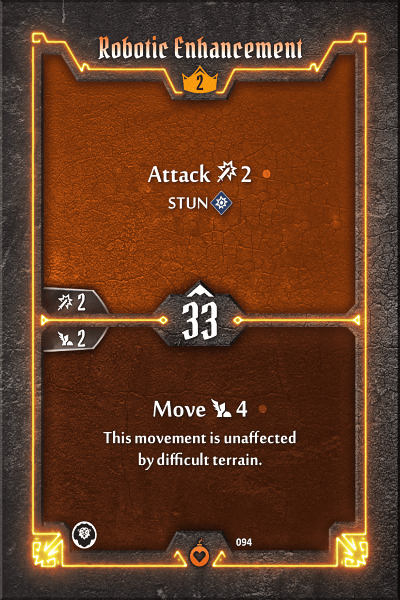 Robotic Enhancement
2
Attack 2
STUN
2
33
2
Move 4
This movement is unaffected
by difficult terrain.
094